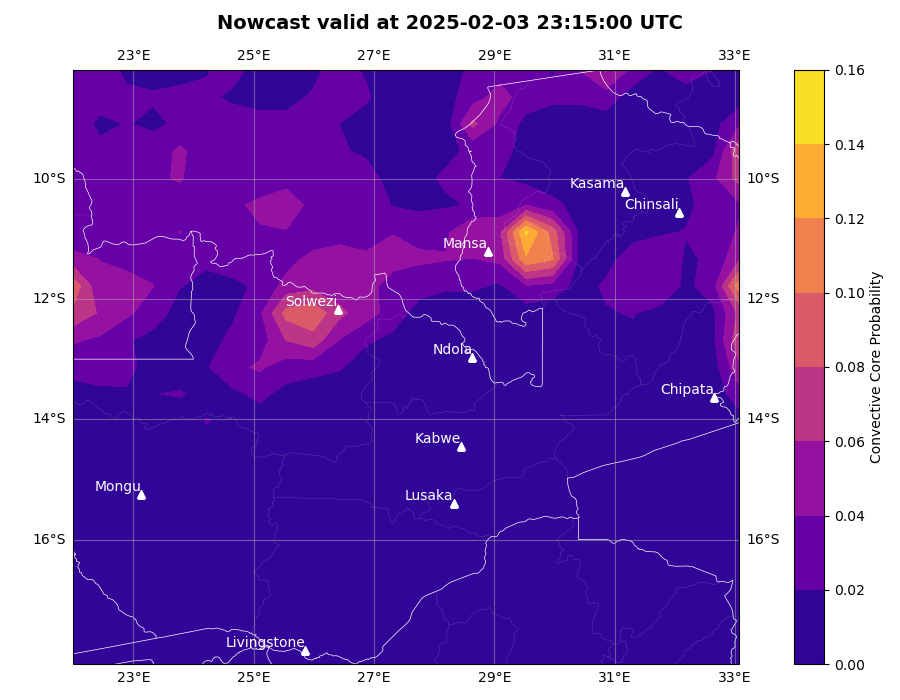 Nowcast valid at 2025-02-03 23:15:00 UTC
23°E 25°E 27°E 29°E 31°E 33°E
0.16
0.14
10°S Kasama 10°S
Chinsali
0.12
Mansa
0.10
12°S Solwezi 12°S
Ndola
0.08
Chipata
14°S 14°S
Kabwe
0.06
Mongu Lusaka
0.04
16°S 16°S
0.02
Livingstone
0.00
23°E 25°E 27°E 29°E 31°E 33°E
Convective Core Probability